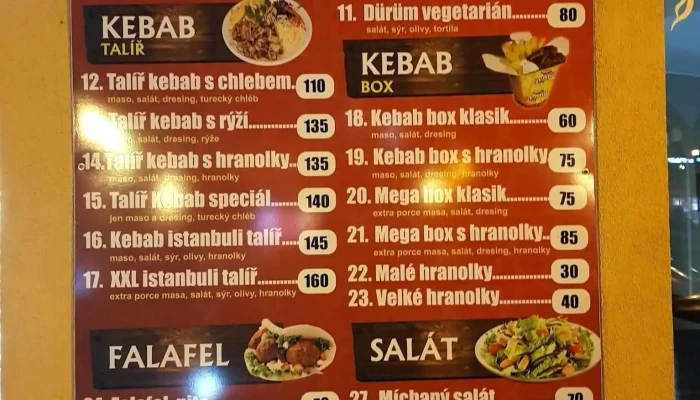 KEBAB
TALÍŘ
12. Talíř kebab s chlebem. 110
maso, salát, dresing, turecký chléb
Talíř kebab s rýží............ 135
salát, dresing, rýže
14. Talíř kebab s hranolky.. 135
maso, salát, dresing, hranolky
15. Talíř Kebab speciál....... 140
jen maso a dresing, turecký chléb
16. Kebab istanbuli talíř.... 145
maso, salát, sýr, olivy, hranolky
17. XXL istanbuli talíř......... 160
extra porce masa, salát, sýr, olivy, hranolky
FALAFEL
11. Dürüm vegetarián........ 80
salát, sýr, olivy, tortila
KEBAB
BOX
18. Kebab box klasik........ 60
maso, salát, dresing
19. Kebab box s hranolky 75
maso, salát, dresing, hranolky
20. Mega box klasik.......... 75
extra porce masa, salát, dresing
21. Mega box s hranolky.. 85
extra porce masa, salát, dresing, hranolky
22. Malé hranolky............. 30
23. Velké hranolky............ 40
SALÁT
27. Míchaný salát 70